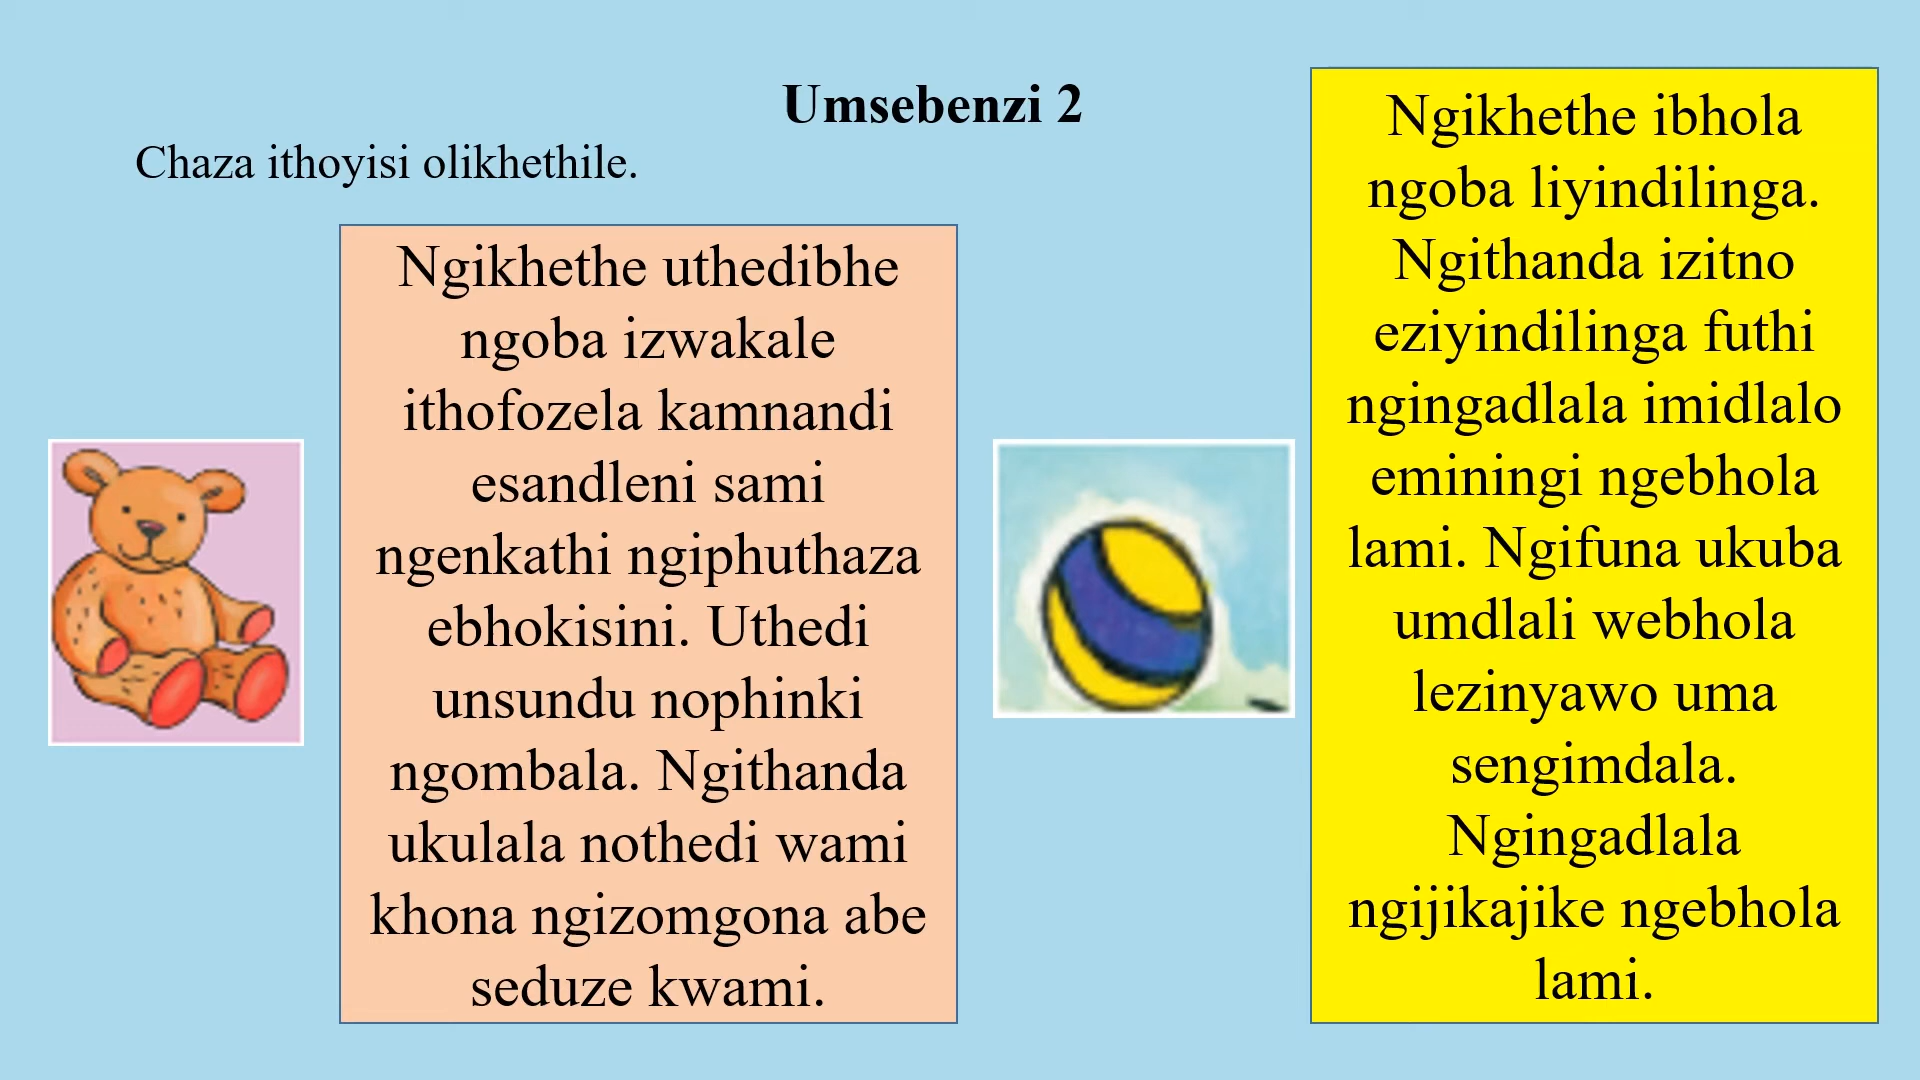 Umsebenzi 2
Chaza ithoyisi olikhethile.
Ngikhethe uthedibhe
ngoba izwakale
ithofozela kamnandi
esandleni sami
ngenkathi ngiphuthaza
ebhokisini. Uthedi
unsundu nophinki
ngombala. Ngithanda
ukulala nothedi wami
khona ngizomgona abe
seduze kwami.
Ngikhethe ibhola
ngoba liyindilinga.
Ngithanda izitno
eziyindilinga futhi
ngingadlala imidlalo
eminingi ngebhola
lami. Ngifuna ukuba
umdlali webhola
lezinyawo uma
sengimdala.
Ngingadlala
ngijikajike ngebhola
lami.